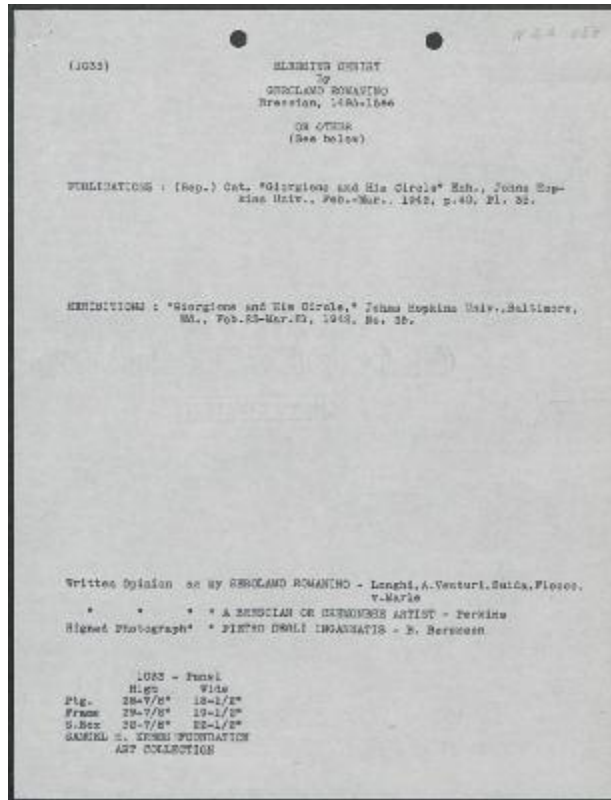 (1033)
BLESSING CHRIST
By
GEROLAMO ROMANINO
Brescian, 1485-1566
OR OTHER
(See below)
PUBLICATIONS : (Rep.) Cat. "Giorgione and His Circle" Exh., Johns Hop-
kins Univ., Feb.-Mar., 1942, p.40, Pl. 35.
EXHIBITIONS : "Giorgione and His Circle," Johns Hopkins Univ.,Baltimore,
Md., Feb.23-Mar.21, 1942, No. 35.
Written Opinion as by GEROLAMO ROMANINO - Longhi,A.Venturi,Suida,Fiocco,
v.Marle
" " " " A BRESCIAN OR CREMONESE ARTIST - Perkins
Signed Photograph" " PIETRO DEGLI INGANNATIS - B. Berenson
1033 - Panel
High Wide
Ptg. 28-7/8" 18-1/2"
Frame 29-7/8" 19-1/2"
S.Box 30-7/8" 22-1/2"
SAMUEL H. KRESS FOUNDATION
ART COLLECTION